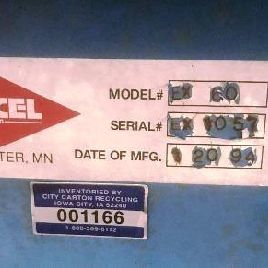 CEL
MODEL# EX 60
SERIAL# EX 1057
TER, MN
DATE OF MFG. 20 94
INVENTORIED BY
CITY CARTON RECYCLING
IOWA CITY, IA 52240
001166